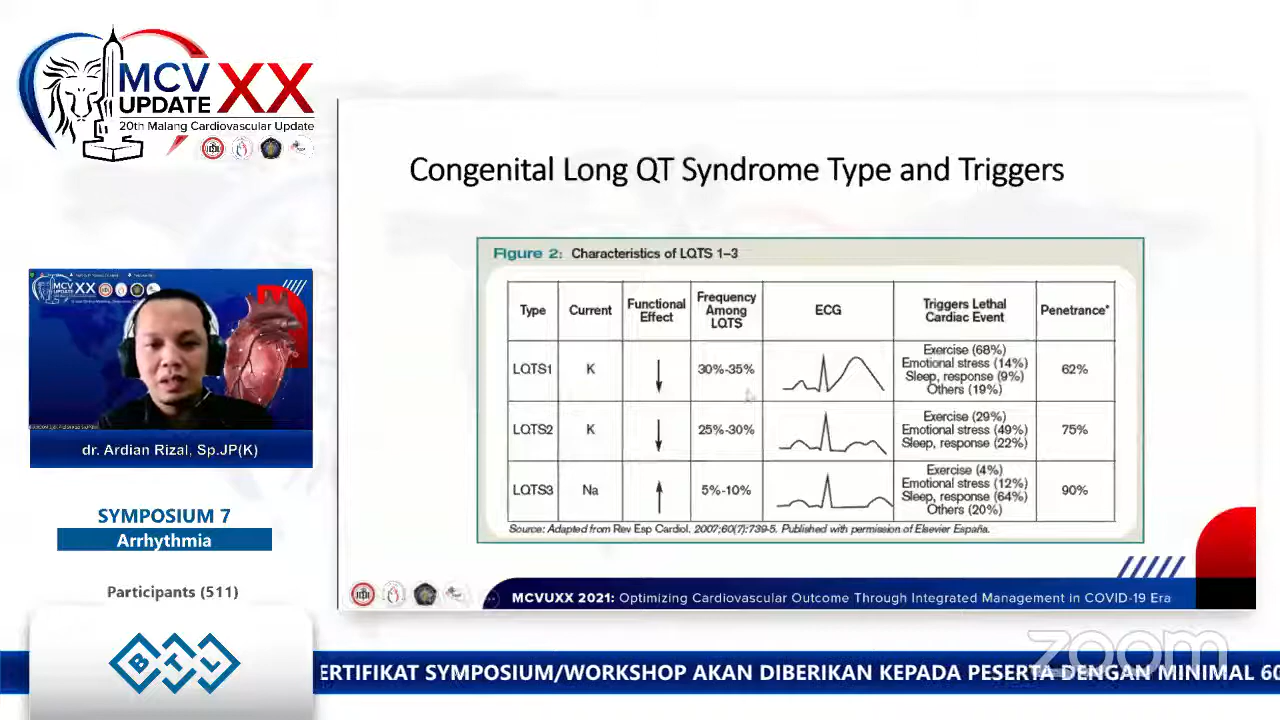 MCV
UPDATE
XX
20th Malang Cardiovascular Update
MCV
UPDATE XX
dr. Ardian Rizal, Sp.JP(K)
SYMPOSIUM 7
Arrhythmia
Participants (511)
BTL
Congenital Long QT Syndrome Type and Triggers
Figure 2: Characteristics of LQTS 1–3
Type Current Functional Effect Frequency Among LQTS ECG Triggers Lethal Cardiac Event Penetrance*
LQTS1 K 30%-35% Exercise (68%) 62%
Emotional stress (14%)
Sleep, response (9%)
Others (19%)
LQTS2 K 25%-30% Exercise (29%) 75%
Emotional stress (49%)
Sleep, response (22%)
LQTS3 Na 5%-10% Exercise (4%) 90%
Emotional stress (12%)
Sleep, response (64%)
Others (20%)
Source: Adapted from Rev Esp Cardiol. 2007;60(7):739-5. Published with permission of Elsevier España.
MCVUXX 2021: Optimizing Cardiovascular Outcome Through Integrated Management in COVID-19 Era
zoom
ERTIFIKAT SYMPOSIUM/WORKSHOP AKAN DIBERIKAN KEPADA PESERTA DENGAN MINIMAL 60